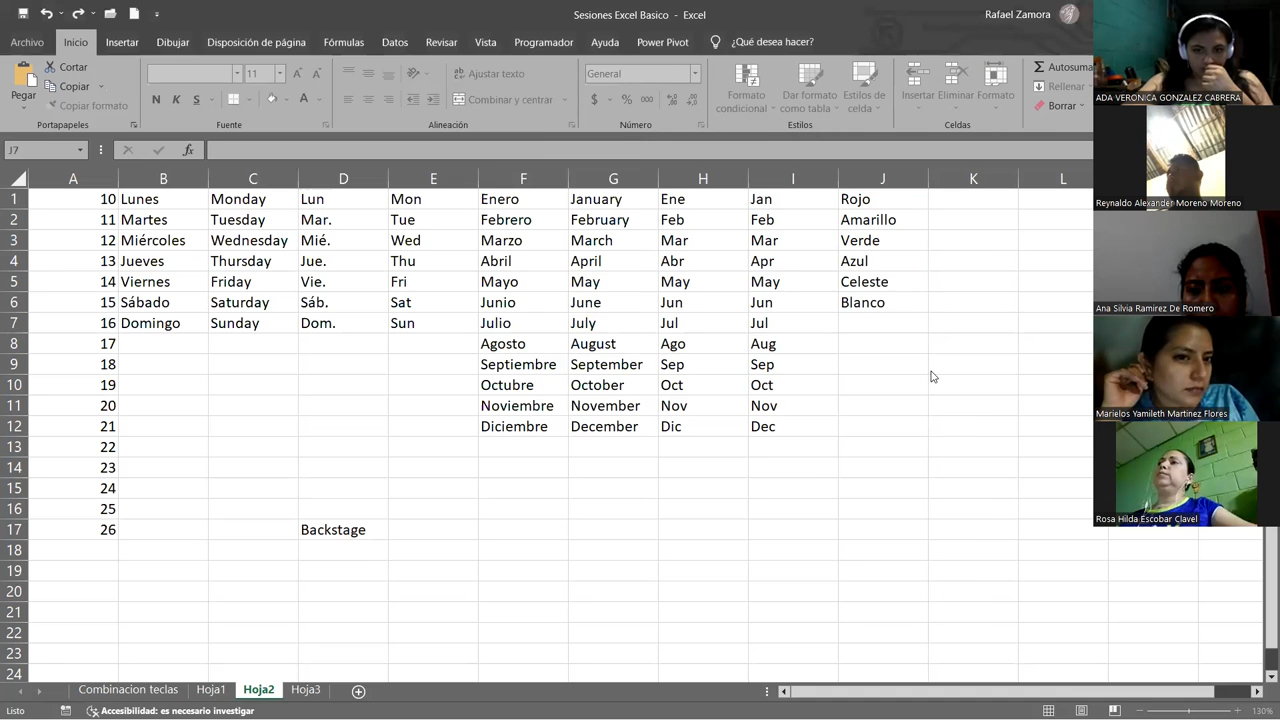 Sesiones Excel Basico - Excel
Rafael Zamora
Archivo Inicio Insertar Dibujar Disposición de página Fórmulas Datos Revisar Vista Programador Ayuda Power Pivot ¿Qué desea hacer?
Pegar
Cortar
Copiar
Copiar formato
Portapapeles
11
N K S
Fuente
Ajustar texto
Combinar y centrar
Alineación
General
$ % 000
Número
Formato condicional
Dar formato como tabla
Estilos de celda
Estilos
Insertar Eliminar Formato
Celdas
Autosuma
Rellenar
Borrar
J7
fx
A B C D E F G H I J K L
1 10 Lunes Monday Lun Mon Enero January Ene Jan Rojo
2 11 Martes Tuesday Mar. Tue Febrero February Feb Feb Amarillo
3 12 Miércoles Wednesday Mié. Wed Marzo March Mar Mar Verde
4 13 Jueves Thursday Jue. Thu Abril April Abr Apr Azul
5 14 Viernes Friday Vie. Fri Mayo May May May Celeste
6 15 Sábado Saturday Sáb. Sat Junio June Jun Jun Blanco
7 16 Domingo Sunday Dom. Sun Julio July Jul Jul
8 17 Agosto August Ago Aug
9 18 Septiembre September Sep Sep
10 19 Octubre October Oct Oct
11 20 Noviembre November Nov Nov
12 21 Diciembre December Dic Dec
13 22
14 23
15 24
16 25
17 26 Backstage
18
19
20
21
22
23
24
Combinacion teclas Hoja1 Hoja2 Hoja3
Listo
Accesibilidad: es necesario investigar
130%
ADA VERONICA GONZALEZ CABRERA
Reynaldo Alexander Moreno Moreno
Ana Silvia Ramirez De Romero
Marielos Yamileth Martinez Flores
Rosa Hilda Escobar Clavel